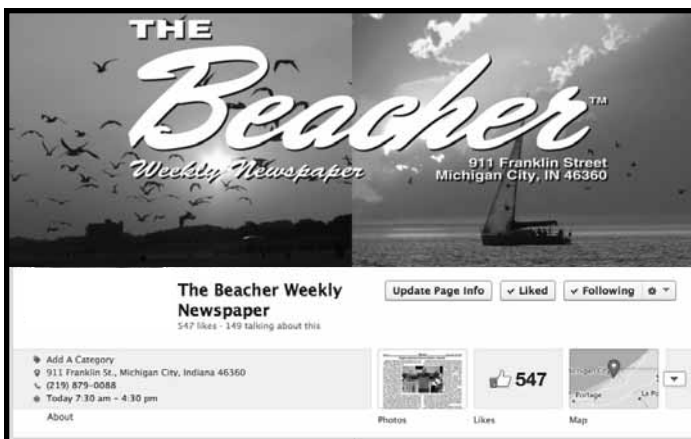 THE
Beacher™
Weekly Newspaper
911 Franklin Street
Michigan City, IN 46360
The Beacher Weekly
Newspaper
547 likes · 149 talking about this
Update Page Info
✓ Liked
✓ Following
Add A Category
911 Franklin St., Michigan City, Indiana 46360
(219) 879-0088
Today 7:30 am – 4:30 pm
About
547
Portage
Photos
Likes
Map